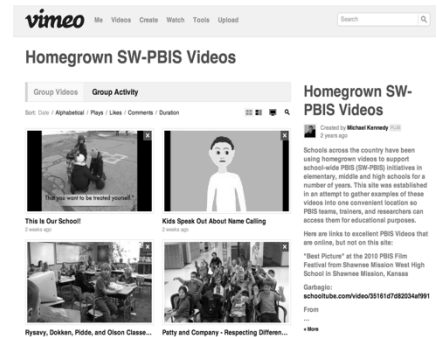 vimeo Me Videos Create Watch Tools Upload Search
Homegrown SW-PBIS Videos
Group Videos Group Activity
Sort: Date / Alphabetical / Plays / Likes / Comments / Duration
That you want to be treated yourself."
This Is Our School!
2 weeks ago
Kids Speak Out About Name Calling
2 weeks ago
Rysavy, Dokken, Pidde, and Olson Classe...
Patty and Company - Respecting Differen...
Homegrown SW-
PBIS Videos
Created by Michael Kennedy PLUS
2 years ago
Schools across the country have been
using homegrown videos to support
school-wide PBIS (SW-PBIS) initiatives in
elementary, middle and high schools for a
number of years. This site was established
in an attempt to gather examples of these
videos into one convenient location so
PBIS teams, trainers, and researchers can
access them for educational purposes.
Here are links to excellent PBIS Videos that
are online, but not on this site:
"Best Picture" at the 2010 PBIS Film
Festival from Shawnee Mission West High
School in Shawnee Mission, Kansas
Garbagio:
schooltube.com/video/35161d7d82034af991
From
...
+ More